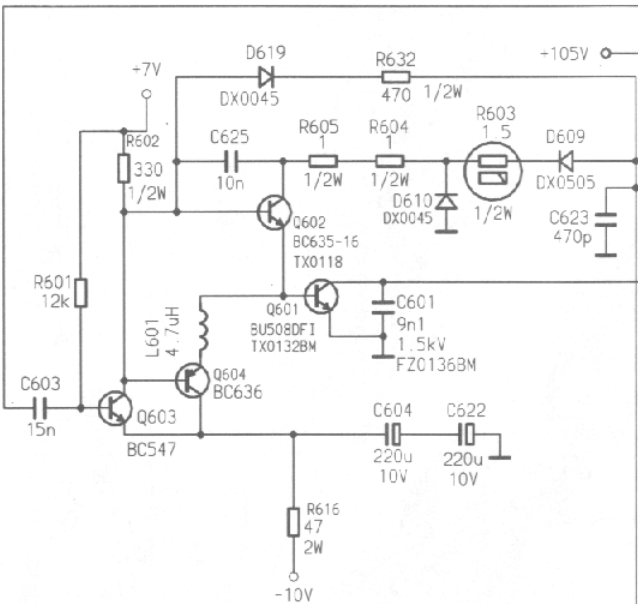 D619
DX0045
R632
470
1/2W
+105V
+7V
R602
330
1/2W
C625
10n
R605
1
1/2W
R604
1
1/2W
R603
1.5
1/2W
D609
DX0505
D610
DX0045
C623
470p
Q602
BC635-16
TX0118
R601
12k
L601
4.7uH
Q601
BU508DFI
TX0132BM
C601
9n1
1.5kV
FZ0136BM
Q604
BC636
C603
15n
Q603
BC547
C604
220u
10V
C622
220u
10V
R616
47
2W
-10V